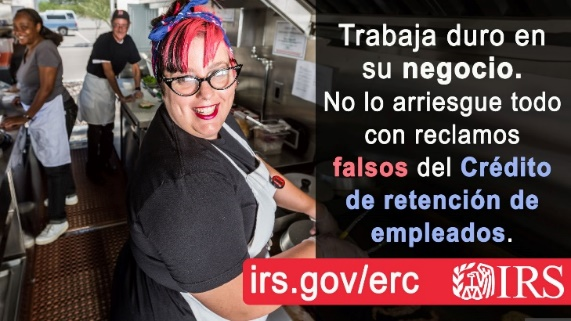 Trabaja duro en
su negocio.
No lo arriesgue todo
con reclamos
falsos del Crédito
de retención de
empleados.
irs.gov/erc IRS